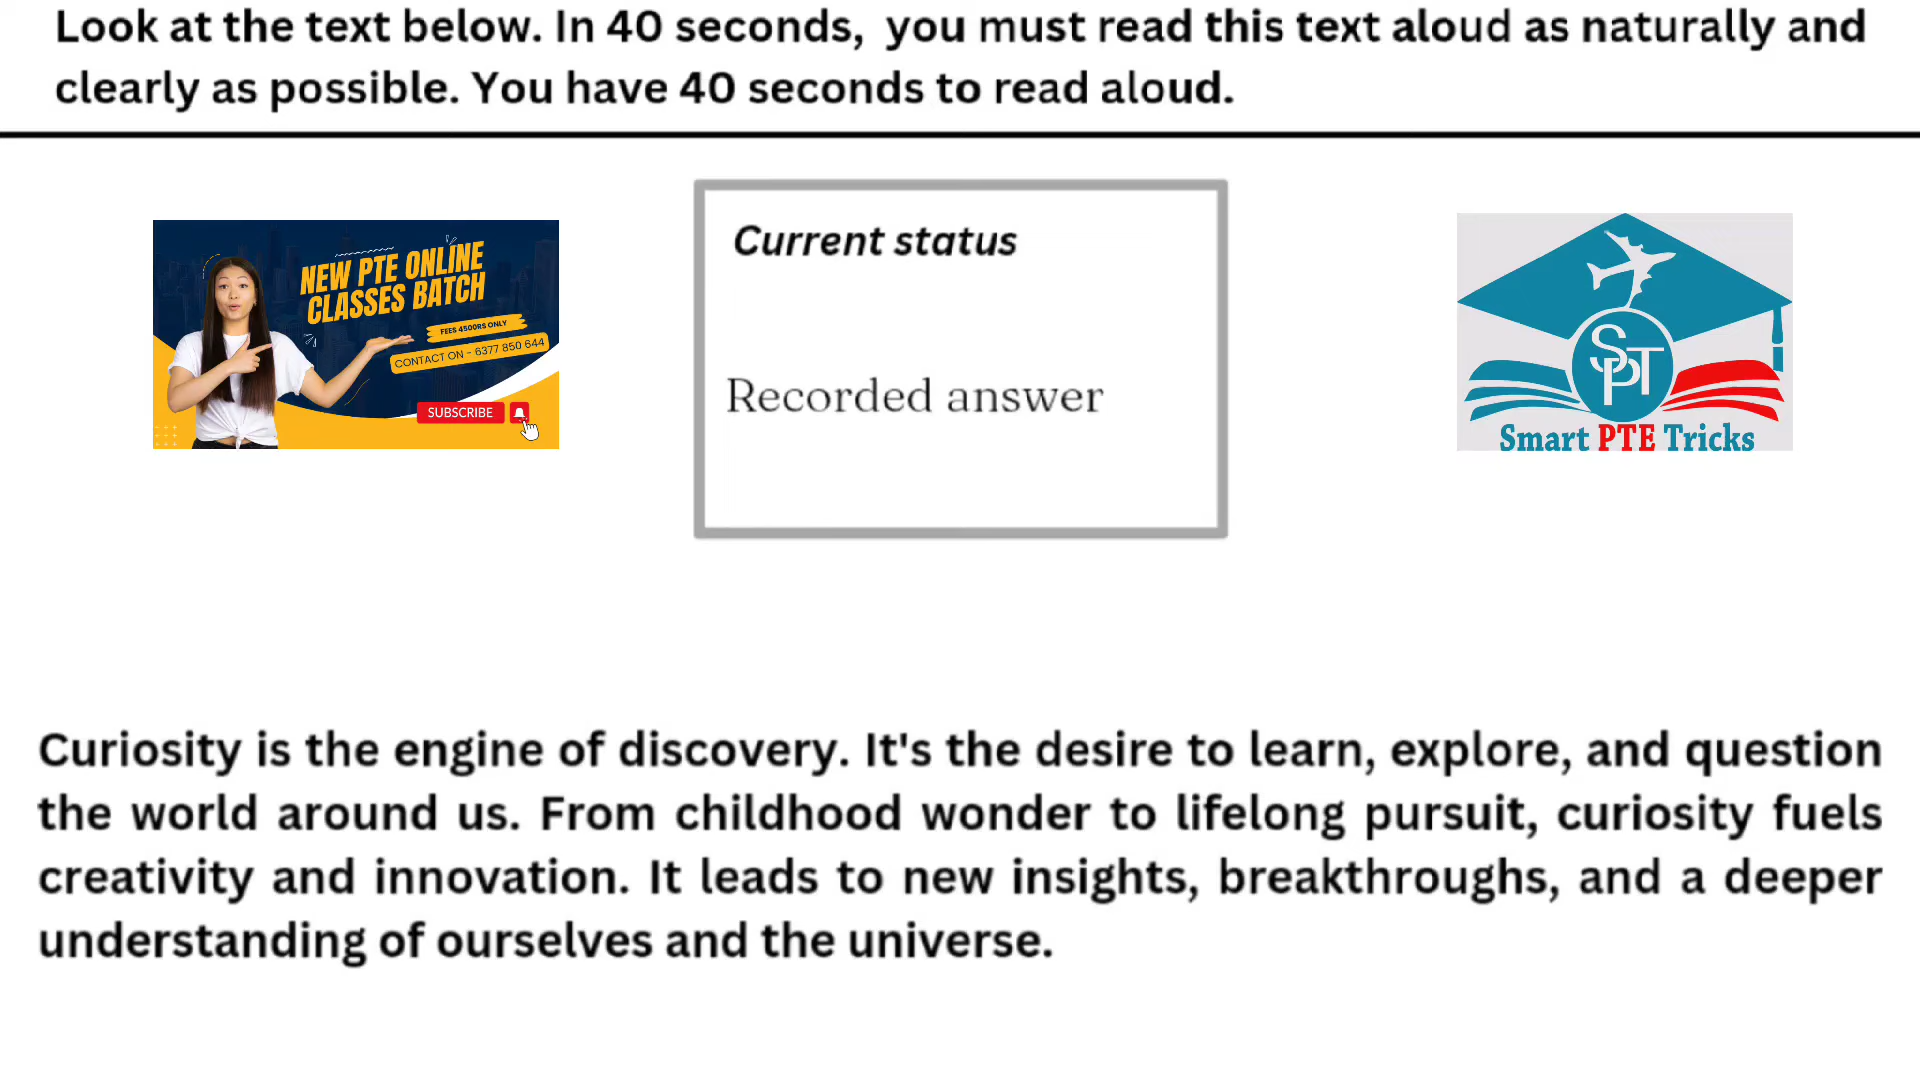 Look at the text below. In 40 seconds, you must read this text aloud as naturally and
clearly as possible. You have 40 seconds to read aloud.
NEW PTE ONLINE
CLASSES BATCH
FEES 4500RS ONLY
CONTACT ON - 6377 850 644
SUBSCRIBE
Current status
Recorded answer
SPT
Smart PTE Tricks
Curiosity is the engine of discovery. It's the desire to learn, explore, and question
the world around us. From childhood wonder to lifelong pursuit, curiosity fuels
creativity and innovation. It leads to new insights, breakthroughs, and a deeper
understanding of ourselves and the universe.